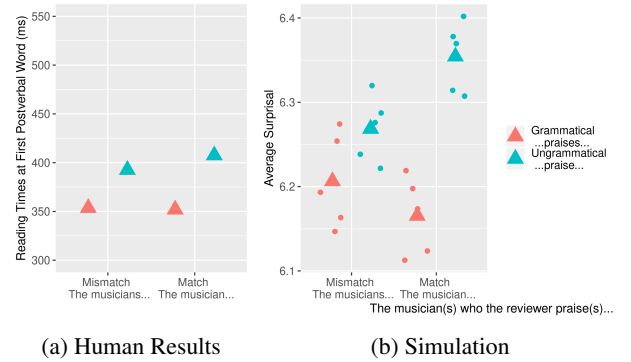 Reading Times at First Postverbal Word (ms)
550
500
450
400
350
300
Mismatch
The musicians...
Match
The musician...
(a) Human Results
Average Surprisal
6.4
6.3
6.2
6.1
Mismatch
The musicians...
Match
The musician...
The musician(s) who the reviewer praise(s)...
(b) Simulation
Grammatical
...praises...
Ungrammatical
...praise...